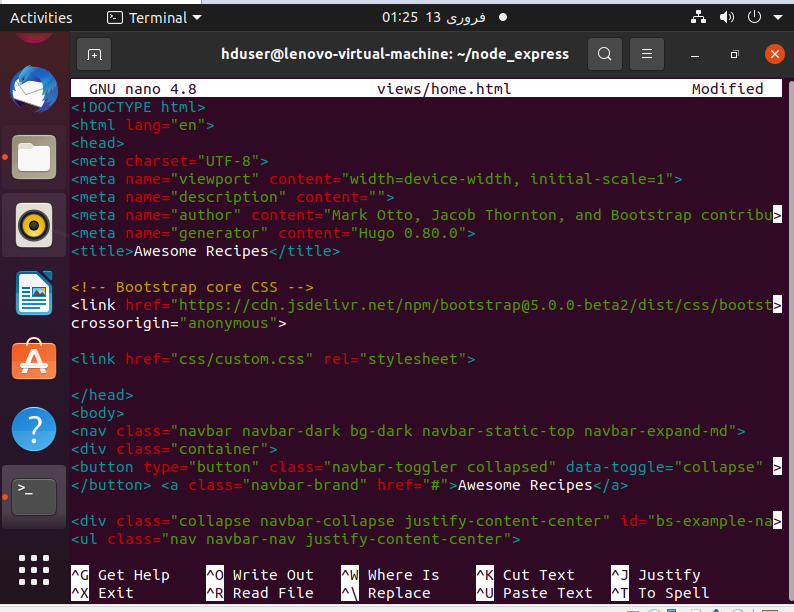 Activities Terminal 01:25 13 فروری
hduser@lenovo-virtual-machine: ~/node_express
GNU nano 4.8 views/home.html Modified
<!DOCTYPE html>
<html lang="en">
<head>
<meta charset="UTF-8">
<meta name="viewport" content="width=device-width, initial-scale=1">
<meta name="description" content="">
<meta name="author" content="Mark Otto, Jacob Thornton, and Bootstrap contribu>
<meta name="generator" content="Hugo 0.80.0">
<title>Awesome Recipes</title>
<!-- Bootstrap core CSS -->
<link href="https://cdn.jsdelivr.net/npm/bootstrap@5.0.0-beta2/dist/css/bootst>
crossorigin="anonymous">
<link href="css/custom.css" rel="stylesheet">
</head>
<body>
<nav class="navbar navbar-dark bg-dark navbar-static-top navbar-expand-md">
<div class="container">
<button type="button" class="navbar-toggler collapsed" data-toggle="collapse" >
</button> <a class="navbar-brand" href="#">Awesome Recipes</a>
<div class="collapse navbar-collapse justify-content-center" id="bs-example-na>
<ul class="nav navbar-nav justify-content-center">
^G Get Help ^O Write Out ^W Where Is ^K Cut Text ^J Justify
^X Exit ^R Read File ^\ Replace ^U Paste Text ^T To Spell